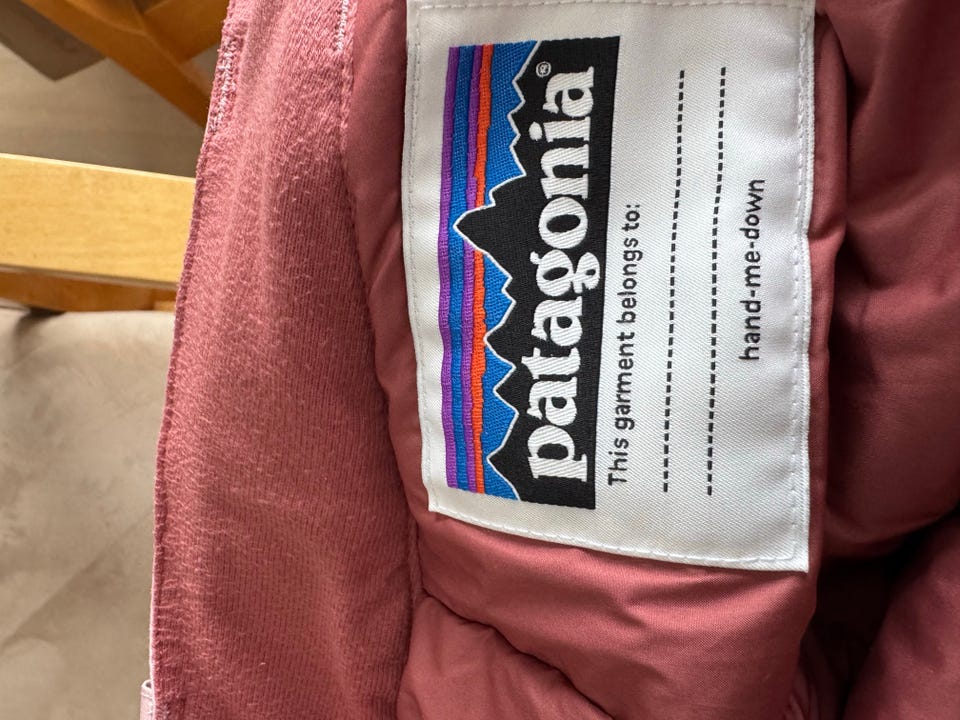 patagonia®
This garment belongs to:
hand-me-down